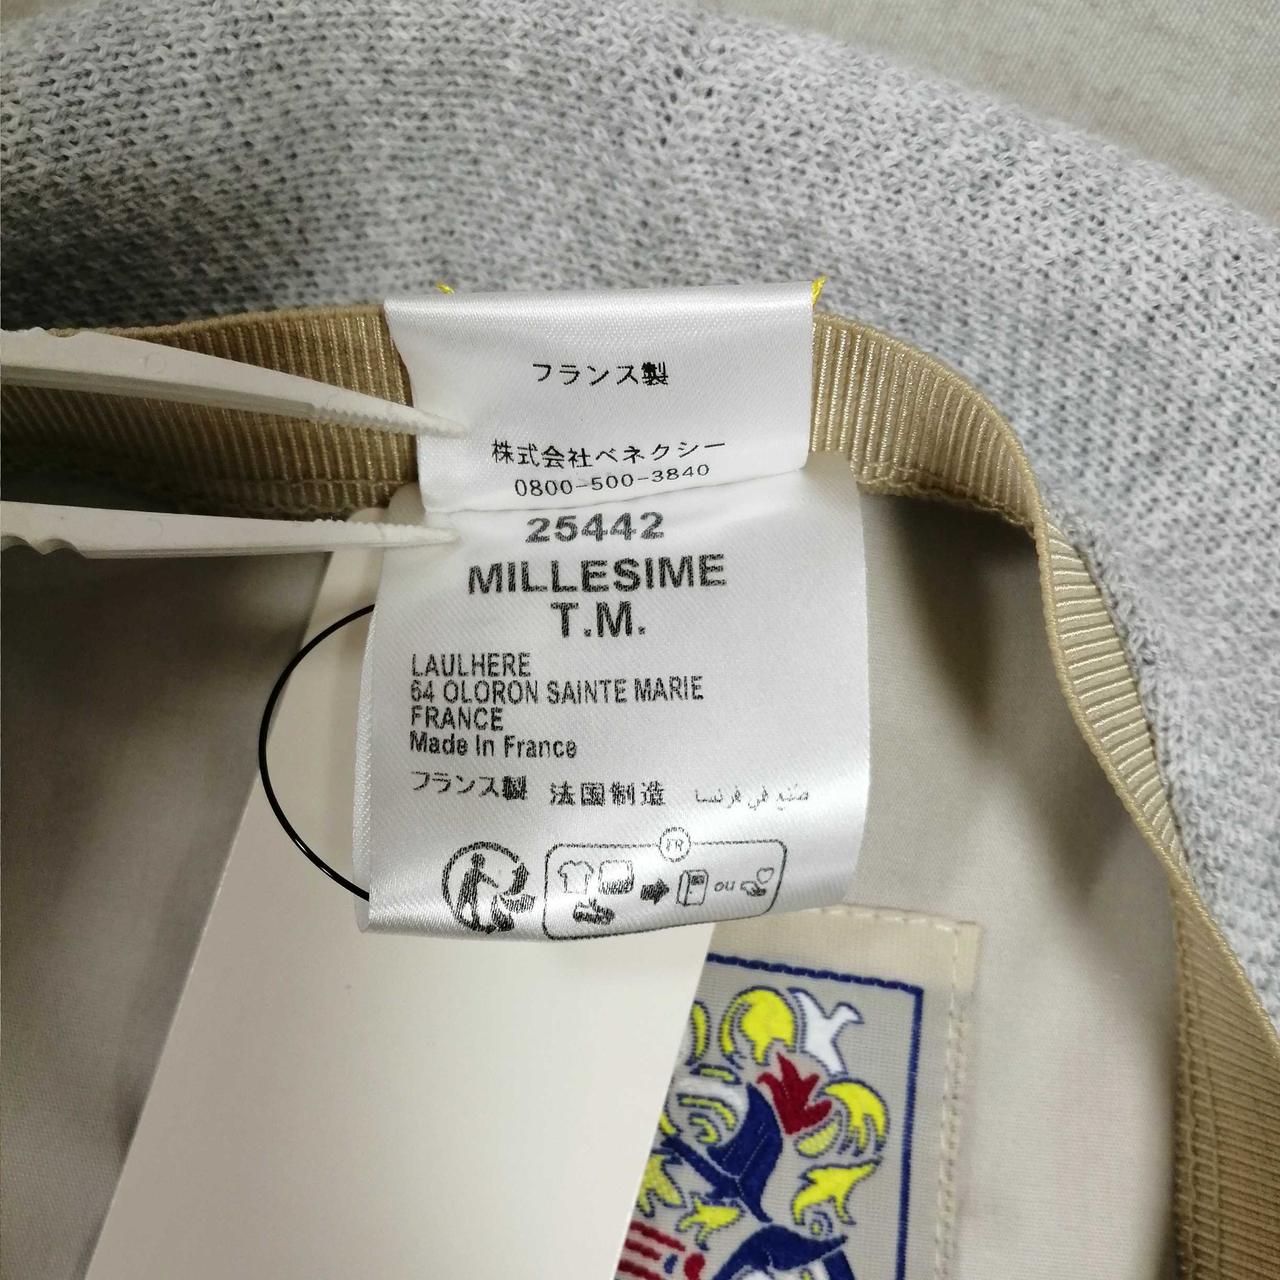 フランス製
株式会社ベネクシー
0800-500-3840
25442
MILLESIME
T.M.
LAULHERE
64 OLORON SAINTE MARIE
FRANCE
Made In France
フランス製 法国制造 صنع في فرنسا
FR
ou